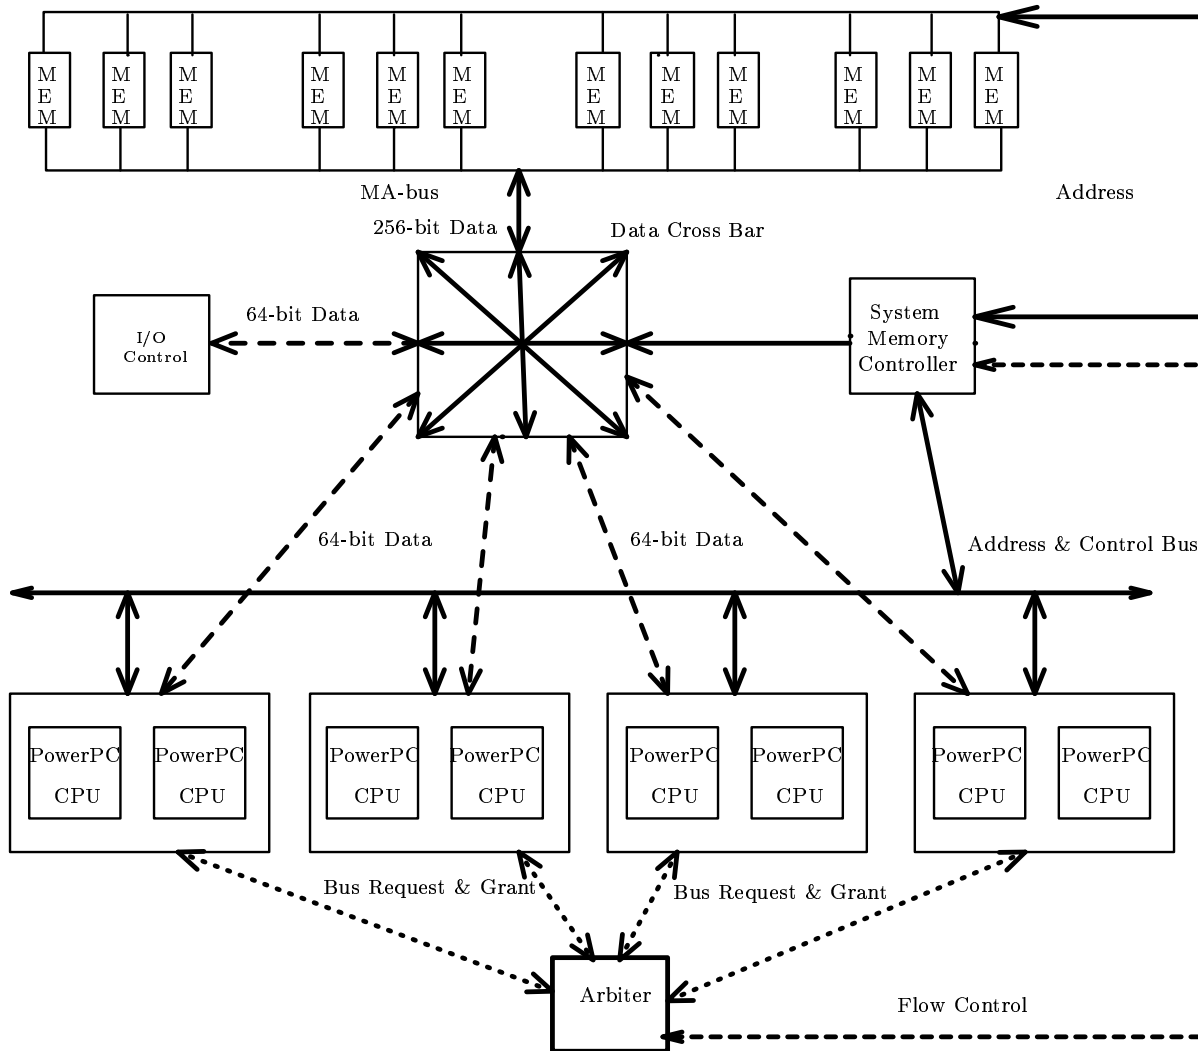 M M M M M M M M M M M M
E E E E E E E E E E E E
M M M M M M M M M M M M
MA-bus
Address
256-bit Data
Data Cross Bar
64-bit Data
I/O
Control
System
Memory
Controller
64-bit Data
64-bit Data
Address & Control Bus
PowerPC PowerPC PowerPC PowerPC PowerPC PowerPC PowerPC PowerPC
CPU CPU CPU CPU CPU CPU CPU CPU
Bus Request & Grant
Bus Request & Grant
Arbiter
Flow Control